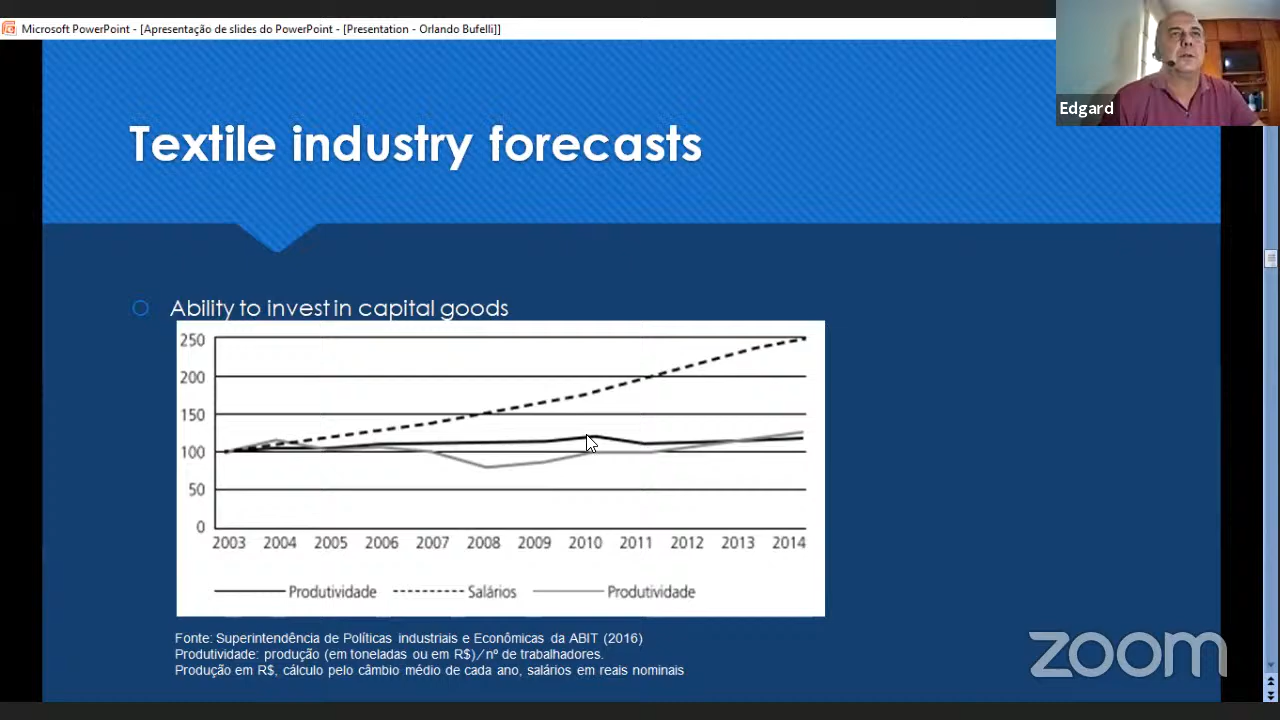 Microsoft PowerPoint - [Apresentação de slides do PowerPoint - [Presentation - Orlando Bufelli]]
Edgard
Textile industry forecasts
Ability to invest in capital goods
250
200
150
100
50
0
2003 2004 2005 2006 2007 2008 2009 2010 2011 2012 2013 2014
Produtividade Salários Produtividade
Fonte: Superintendência de Políticas industriais e Econômicas da ABIT (2016)
Produtividade: produção (em toneladas ou em R$)/nº de trabalhadores.
Produção em R$, cálculo pelo câmbio médio de cada ano, salários em reais nominais
zoom